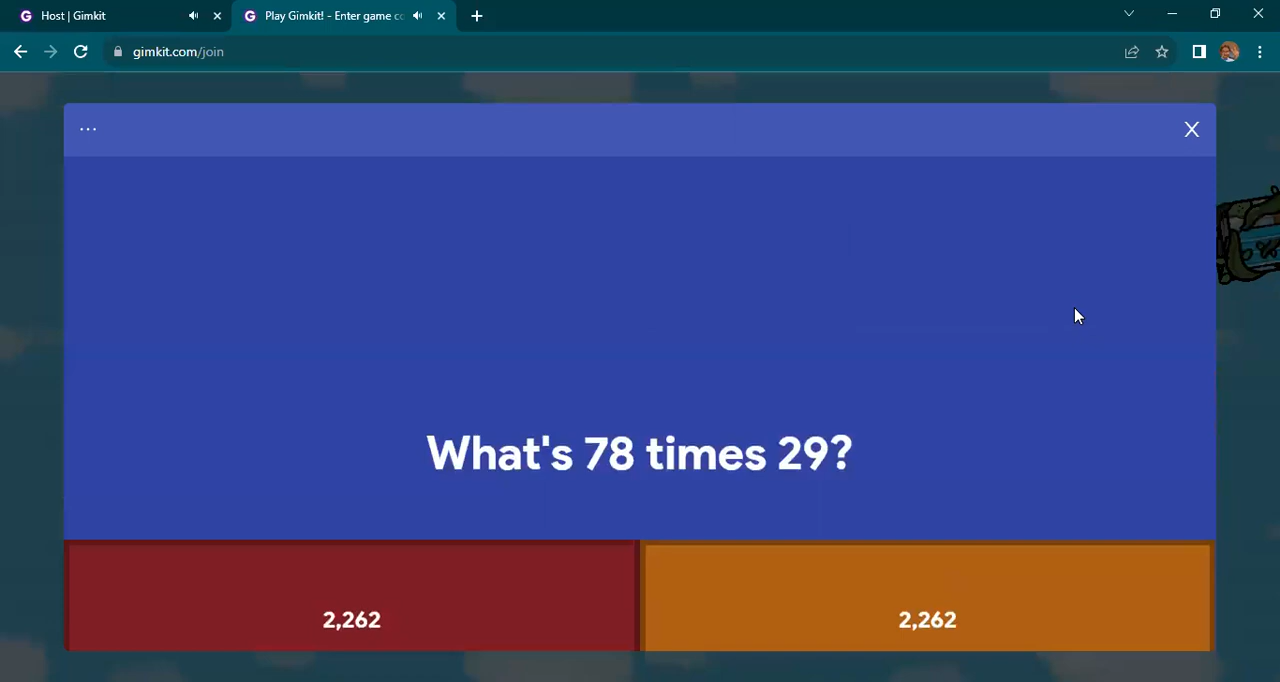 Host | Gimkit
Play Gimkit! - Enter game co
gimkit.com/join
...
X
What's 78 times 29?
2,262
2,262